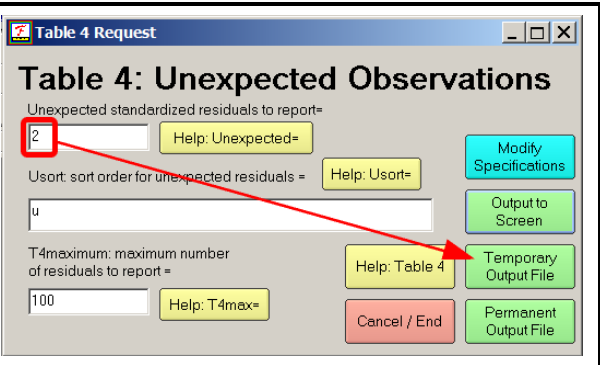 Table 4 Request
Table 4: Unexpected Observations
Unexpected standardized residuals to report=
2
Help: Unexpected=
Modify
Specifications
Usort: sort order for unexpected residuals =
Help: Usort=
u
Output to
Screen
T4maximum: maximum number
of residuals to report =
Help: Table 4
Temporary
Output File
100
Help: T4max=
Cancel / End
Permanent
Output File